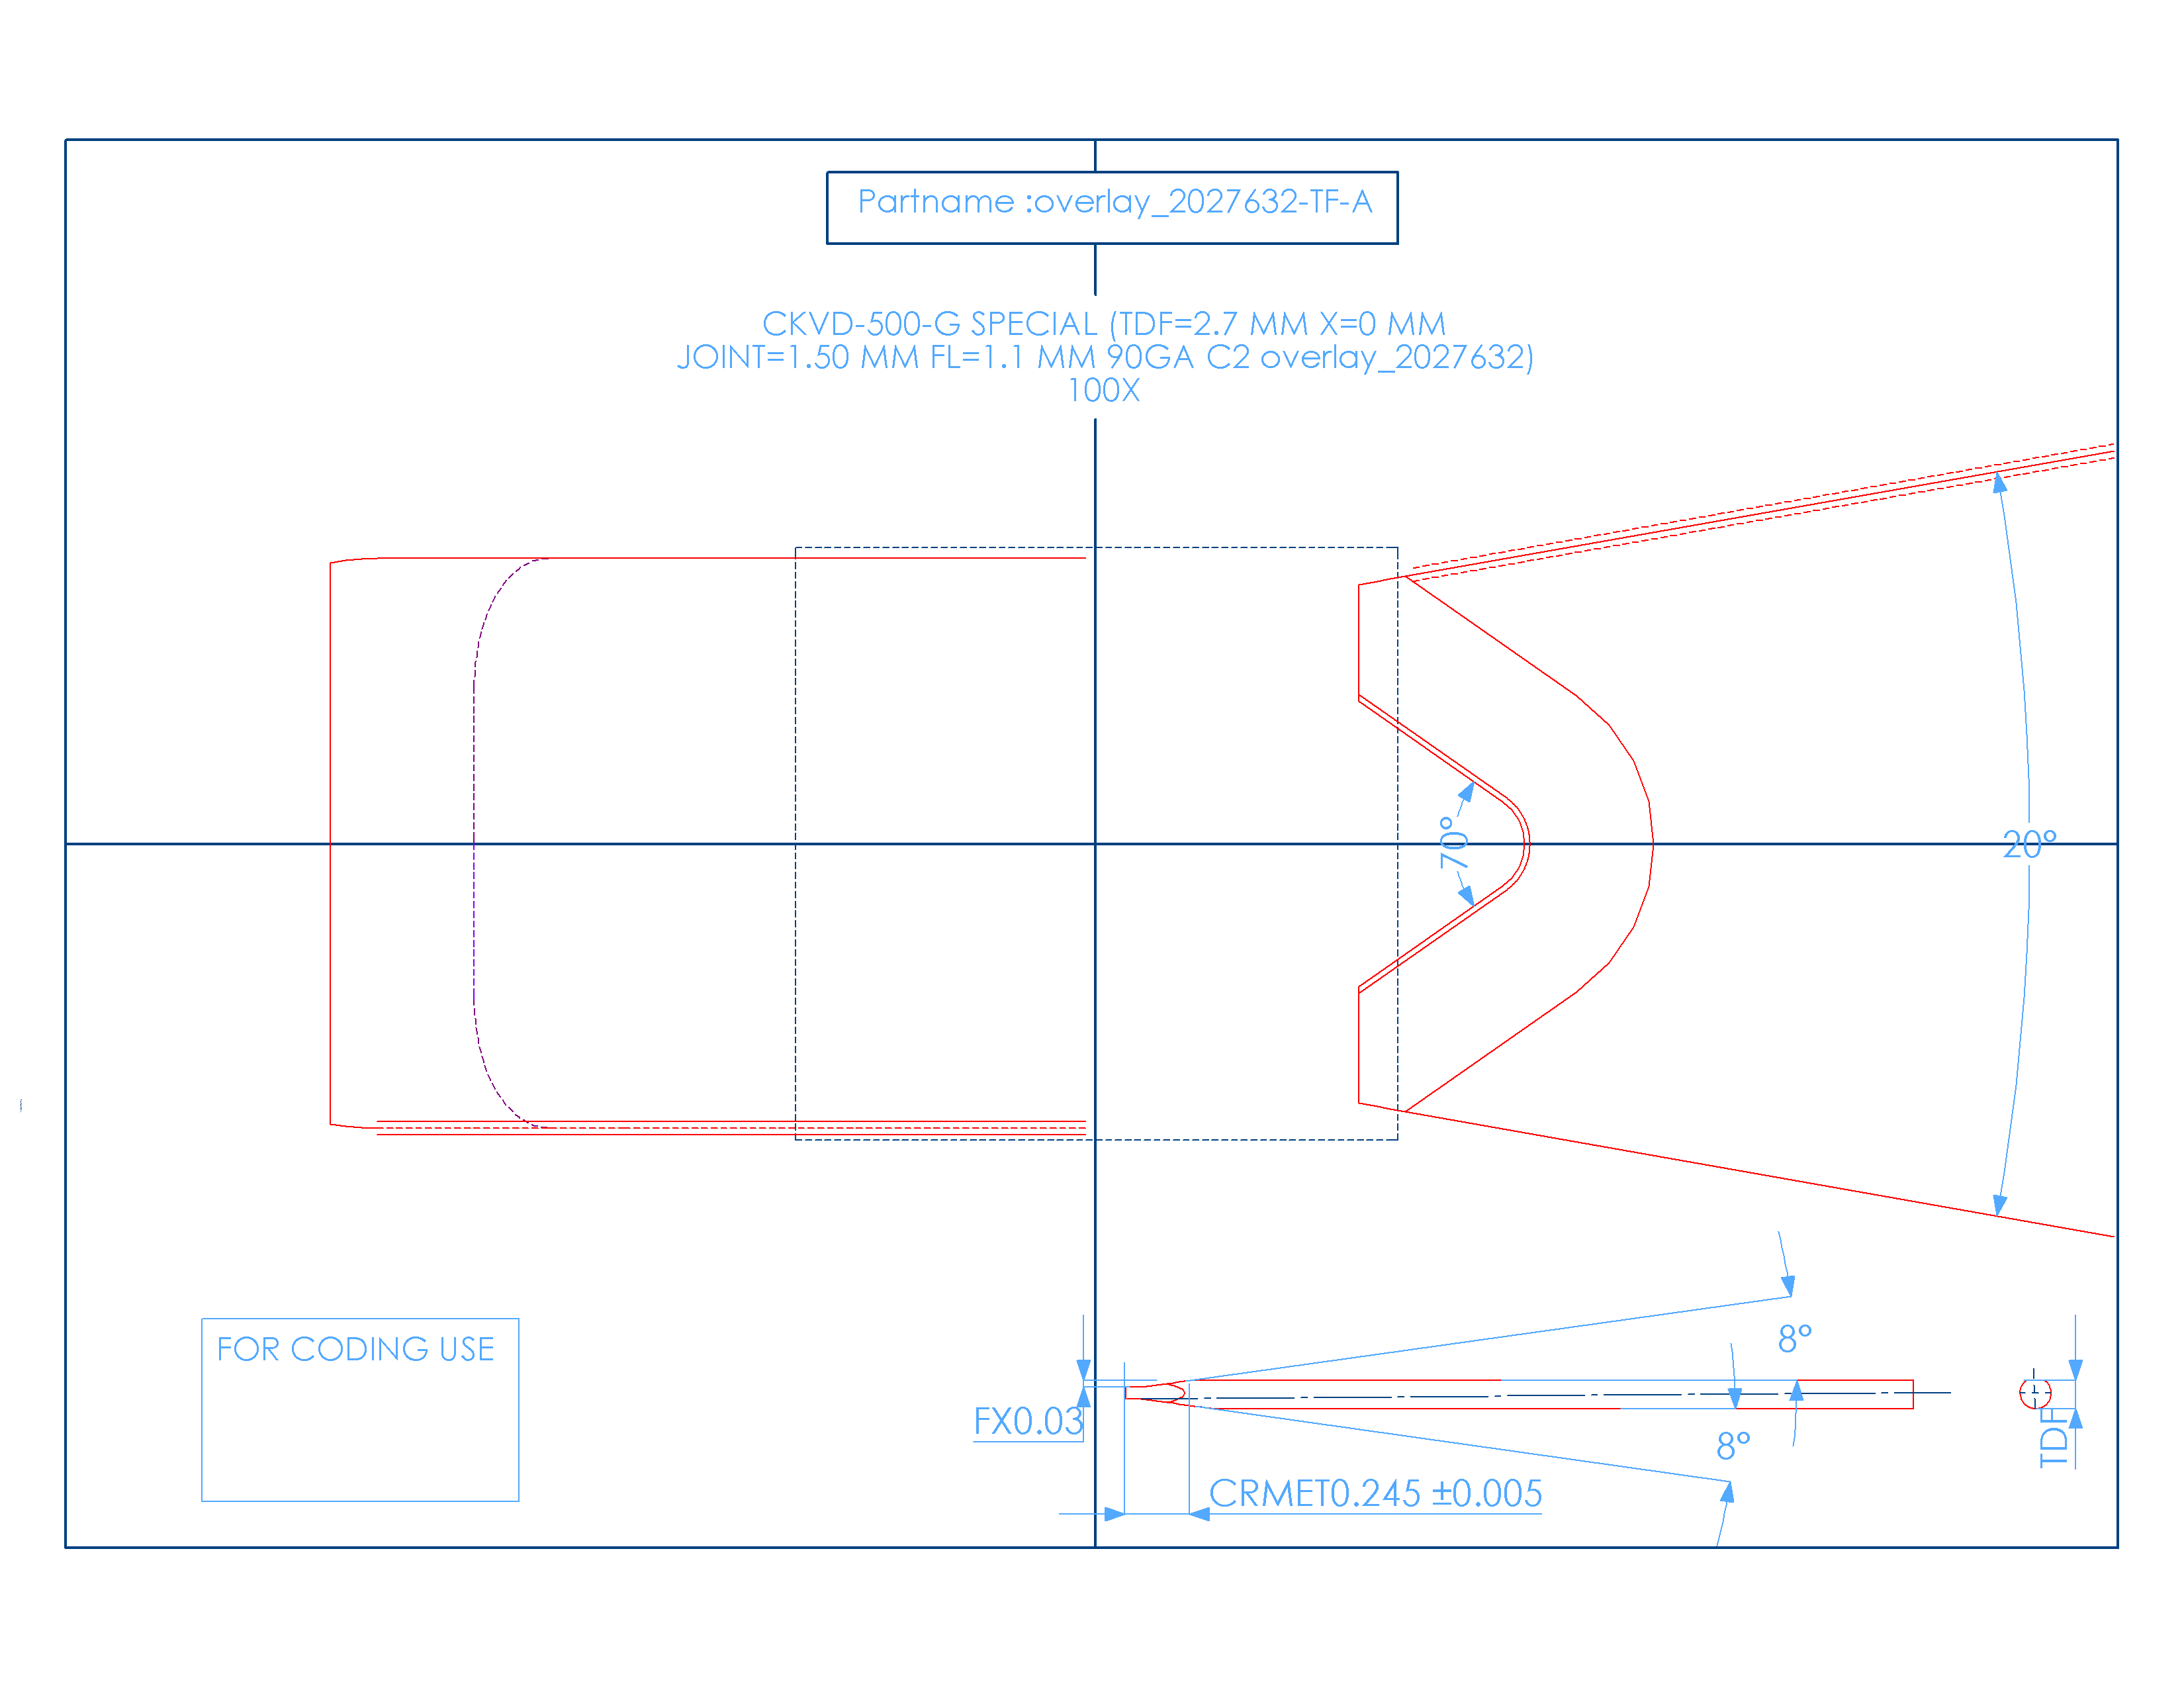 Partname :overlay_2027632-TF-A
CKVD-500-G SPECIAL (TDF=2.7 MM X=0 MM
JOINT=1.50 MM FL=1.1 MM 90GA C2 overlay_2027632)
100X
70°
20°
FOR CODING USE
8°
FX0.03
8°
TDF
CRMET0.245 ±0.005